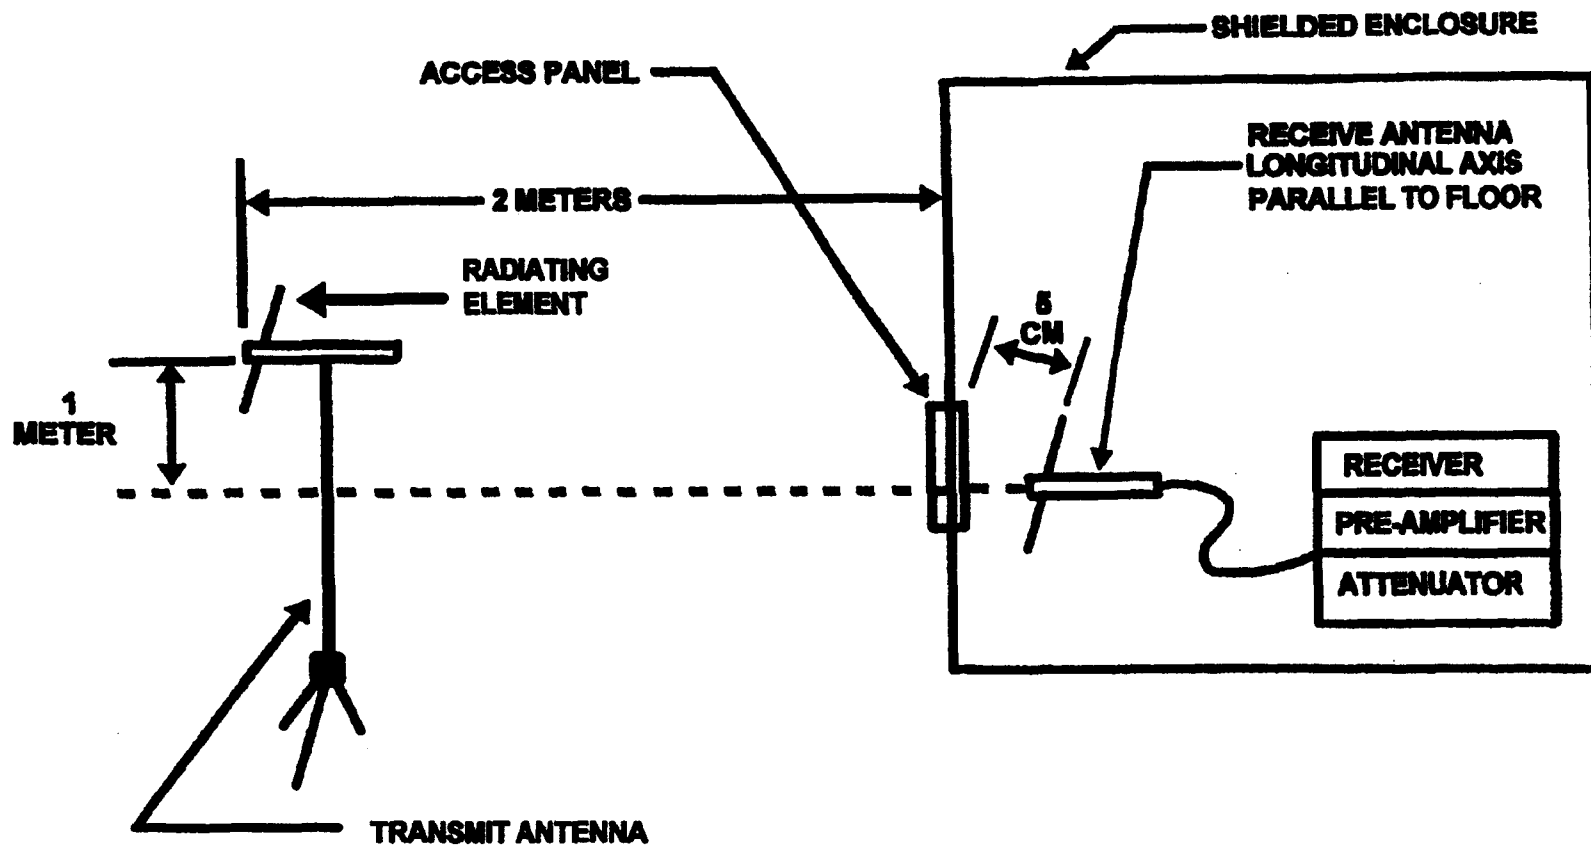 SHIELDED ENCLOSURE
ACCESS PANEL
RECEIVE ANTENNA
LONGITUDINAL AXIS
PARALLEL TO FLOOR
2 METERS
RADIATING
ELEMENT
5
CM
1
METER
RECEIVER
PRE-AMPLIFIER
ATTENUATOR
TRANSMIT ANTENNA